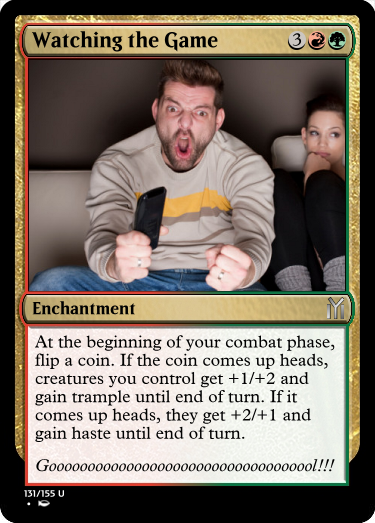 Watching the Game 3
Enchantment
At the beginning of your combat phase,
flip a coin. If the coin comes up heads,
creatures you control get +1/+2 and
gain trample until end of turn. If it
comes up heads, they get +2/+1 and
gain haste until end of turn.
Gooooooooooooooooooooooooooooooooool!!!
131/155 U